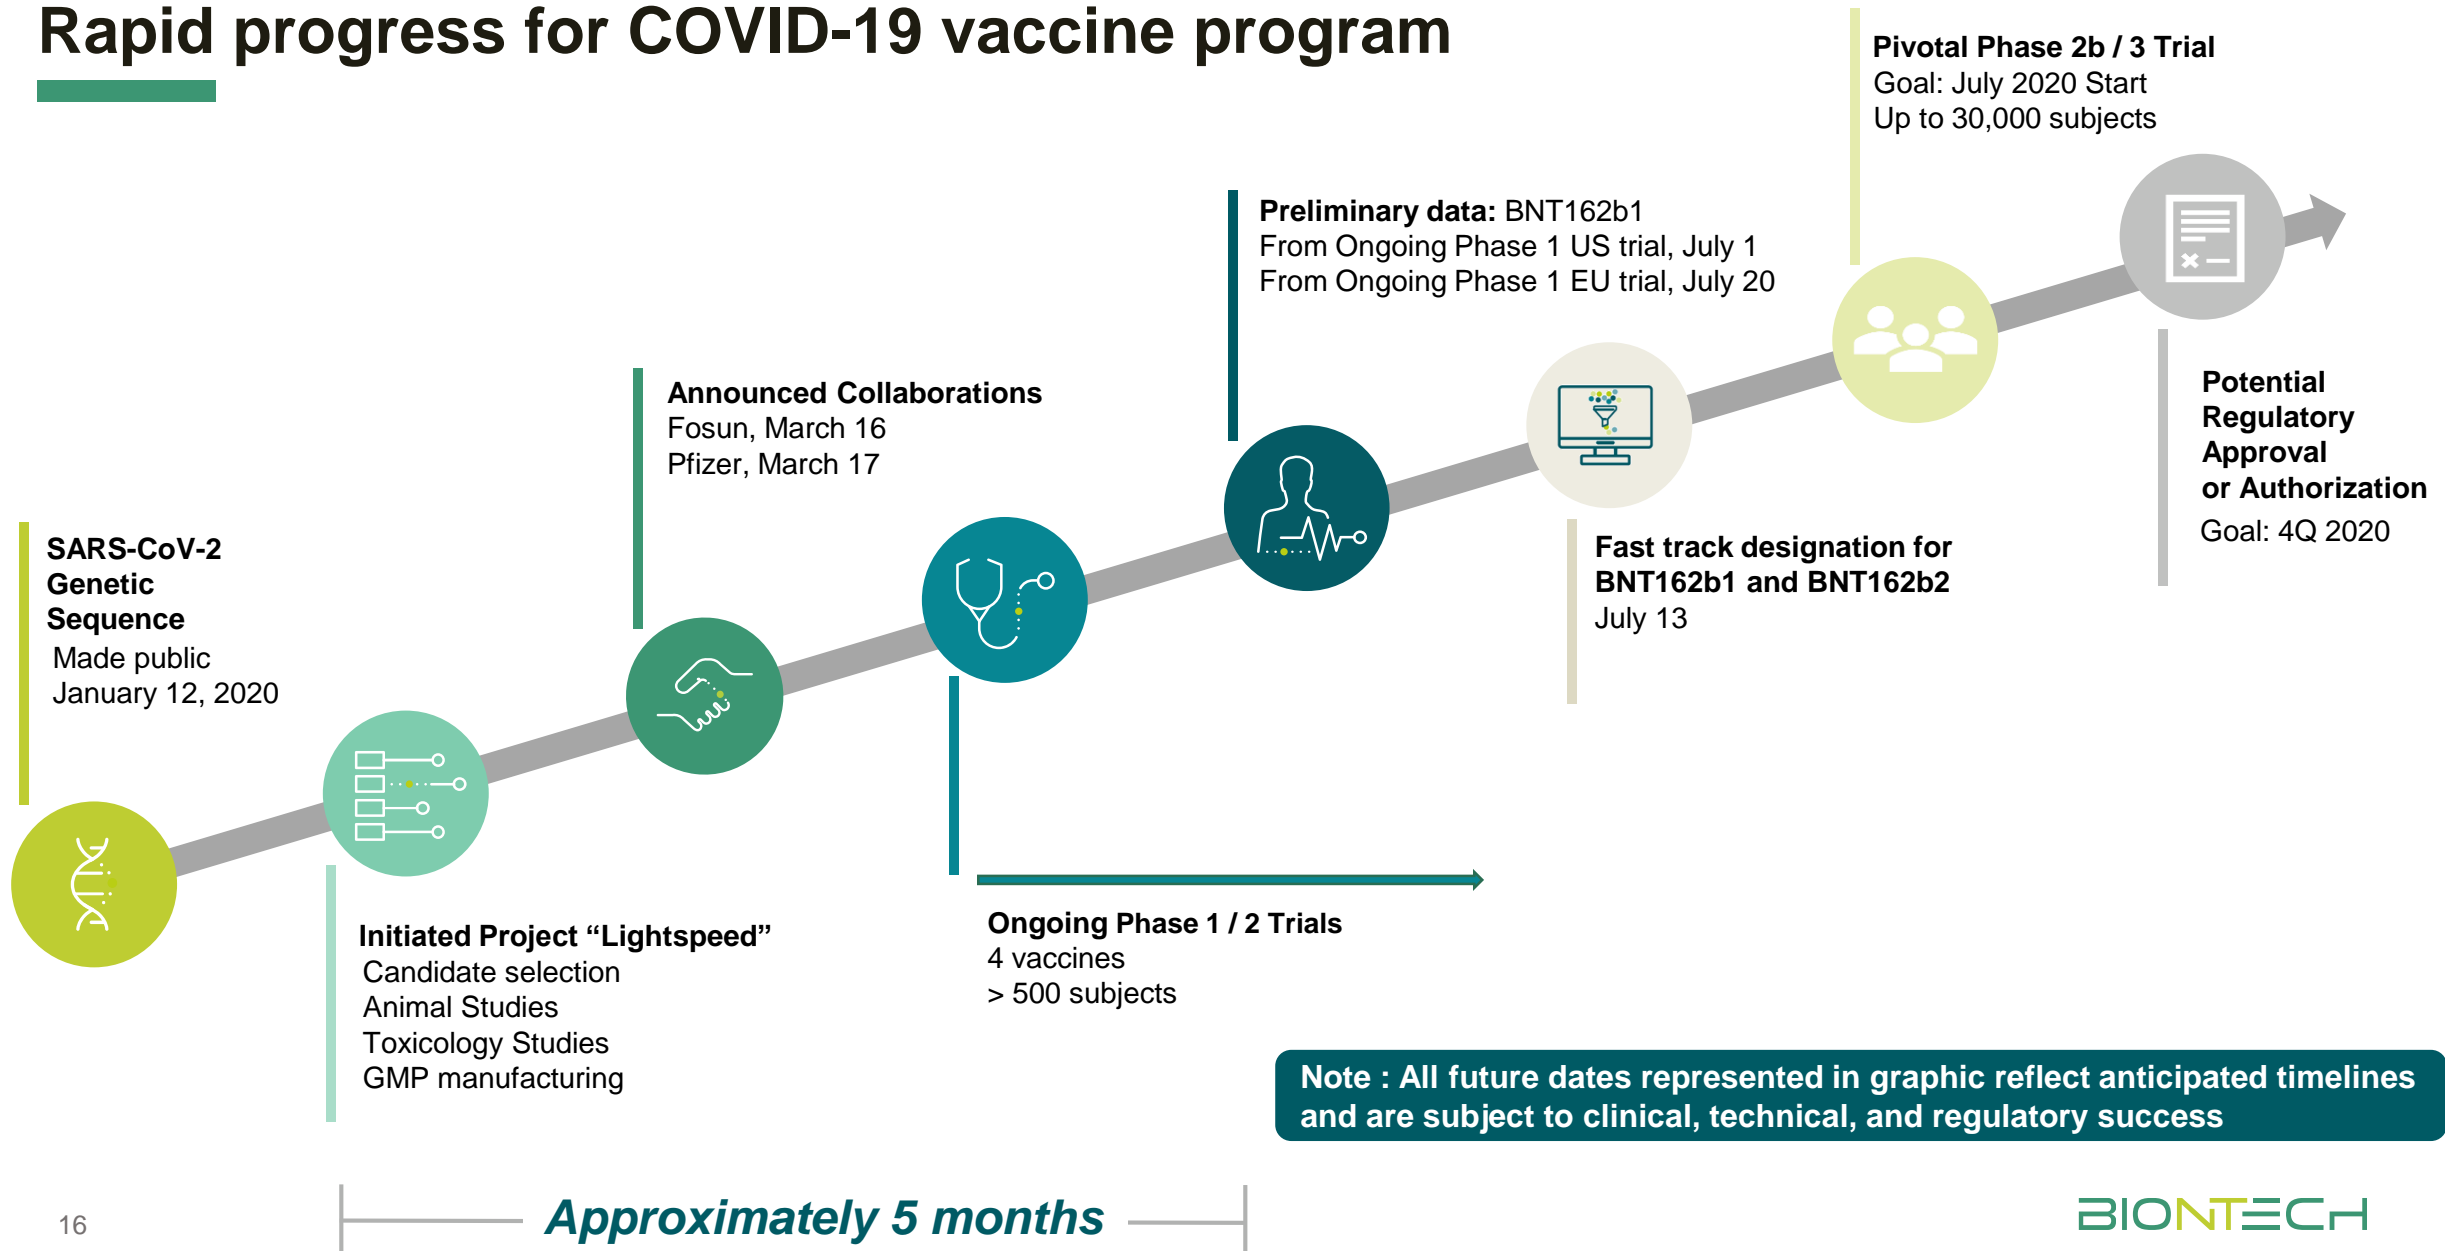 Rapid progress for COVID-19 vaccine program
SARS-CoV-2
Genetic
Sequence
Made public
January 12, 2020
Initiated Project “Lightspeed”
Candidate selection
Animal Studies
Toxicology Studies
GMP manufacturing
Announced Collaborations
Fosun, March 16
Pfizer, March 17
Ongoing Phase 1 / 2 Trials
4 vaccines
> 500 subjects
Preliminary data: BNT162b1
From Ongoing Phase 1 US trial, July 1
From Ongoing Phase 1 EU trial, July 20
Fast track designation for
BNT162b1 and BNT162b2
July 13
Pivotal Phase 2b / 3 Trial
Goal: July 2020 Start
Up to 30,000 subjects
Potential
Regulatory
Approval
or Authorization
Goal: 4Q 2020
Note : All future dates represented in graphic reflect anticipated timelines
and are subject to clinical, technical, and regulatory success
Approximately 5 months
16
BIONTECH